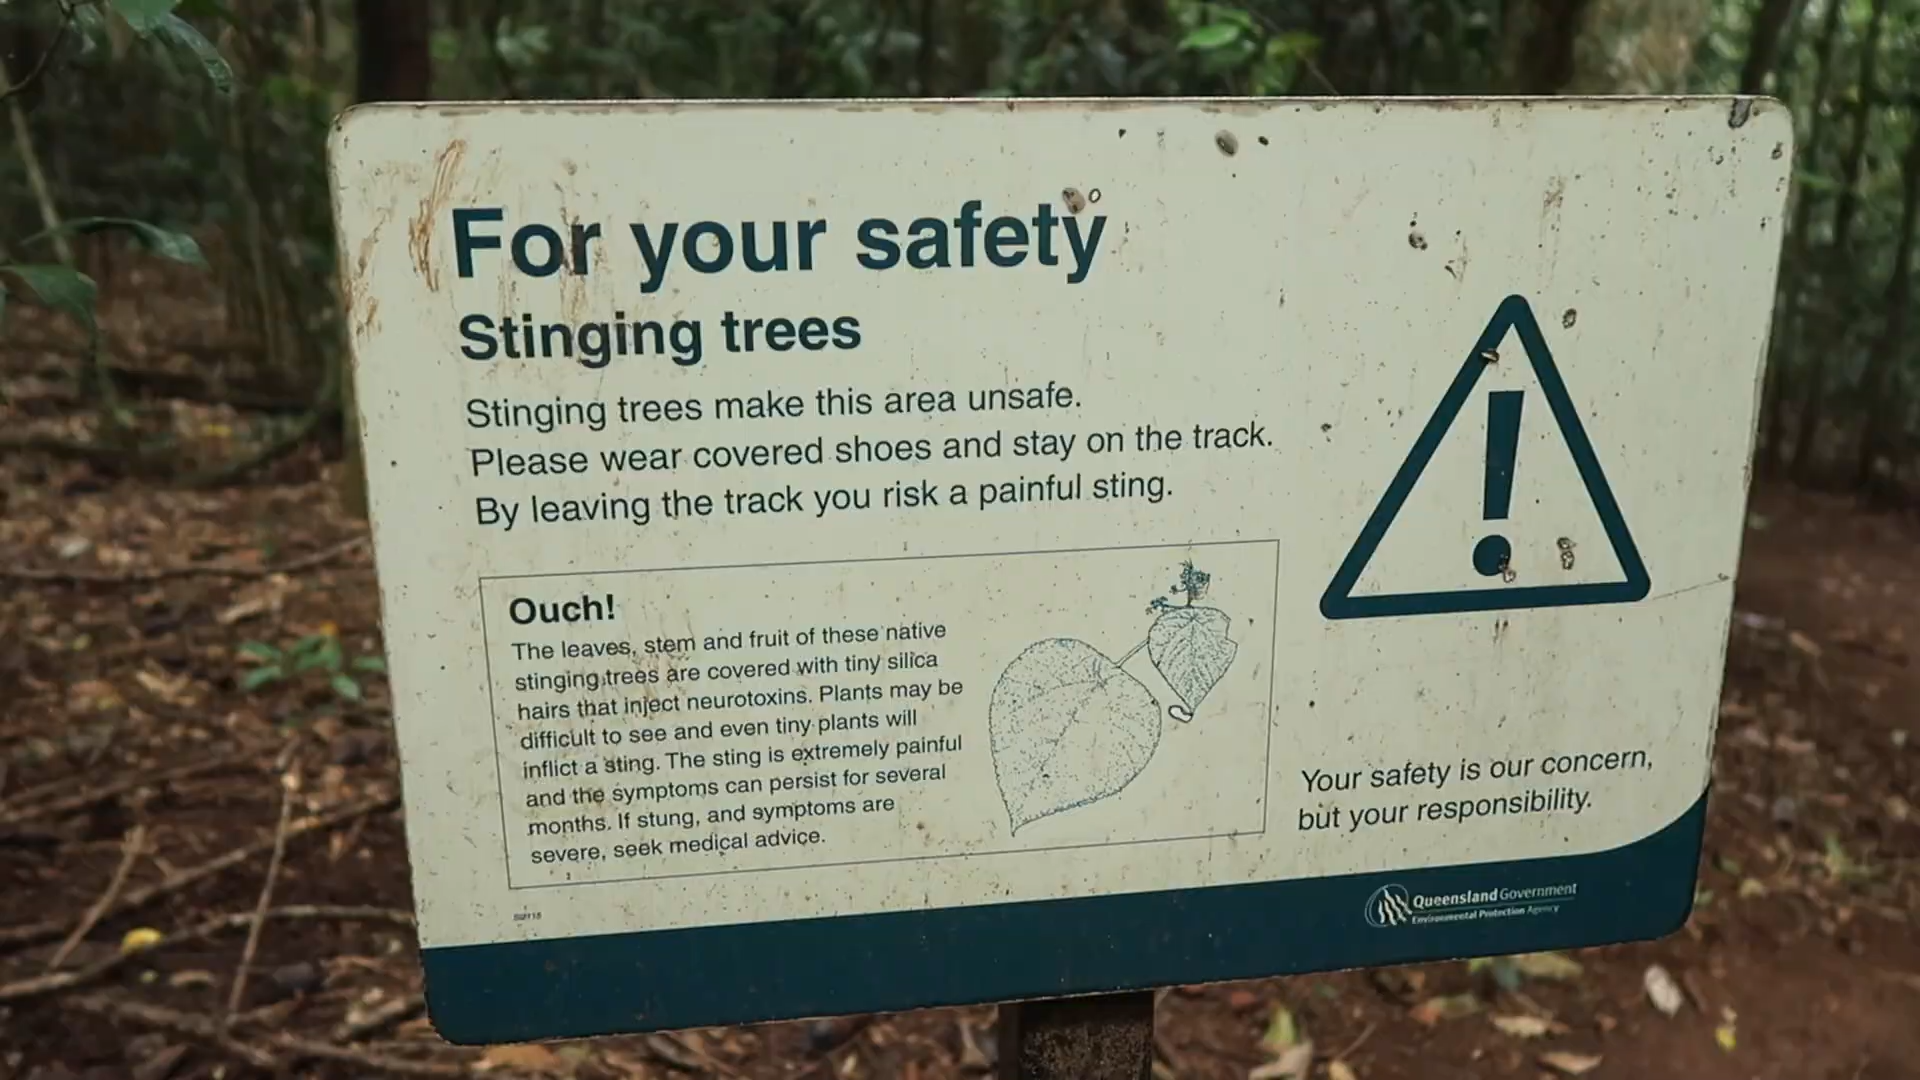 For your safety
Stinging trees
Stinging trees make this area unsafe.
Please wear covered shoes and stay on the track.
By leaving the track you risk a painful sting.
Ouch!
The leaves, stem and fruit of these native
stinging trees are covered with tiny silica
hairs that inject neurotoxins. Plants may be
difficult to see and even tiny plants will
inflict a sting. The sting is extremely painful
and the symptoms can persist for several
months. If stung, and symptoms are
severe, seek medical advice.
!
Your safety is our concern,
but your responsibility.
Queensland Government
Environmental Protection Agency